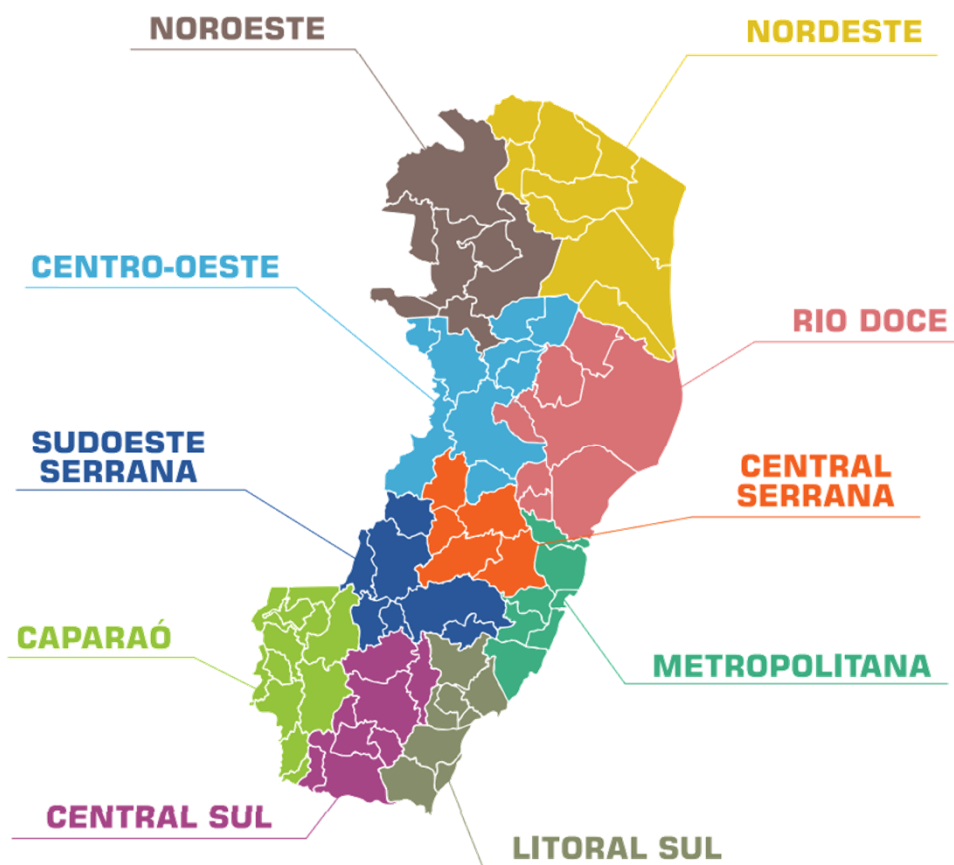 NOROESTE
NORDESTE
CENTRO-OESTE
RIO DOCE
SUDOESTE
SERRANA
CENTRAL
SERRANA
CAPARAÓ
METROPOLITANA
CENTRAL SUL
LITORAL SUL